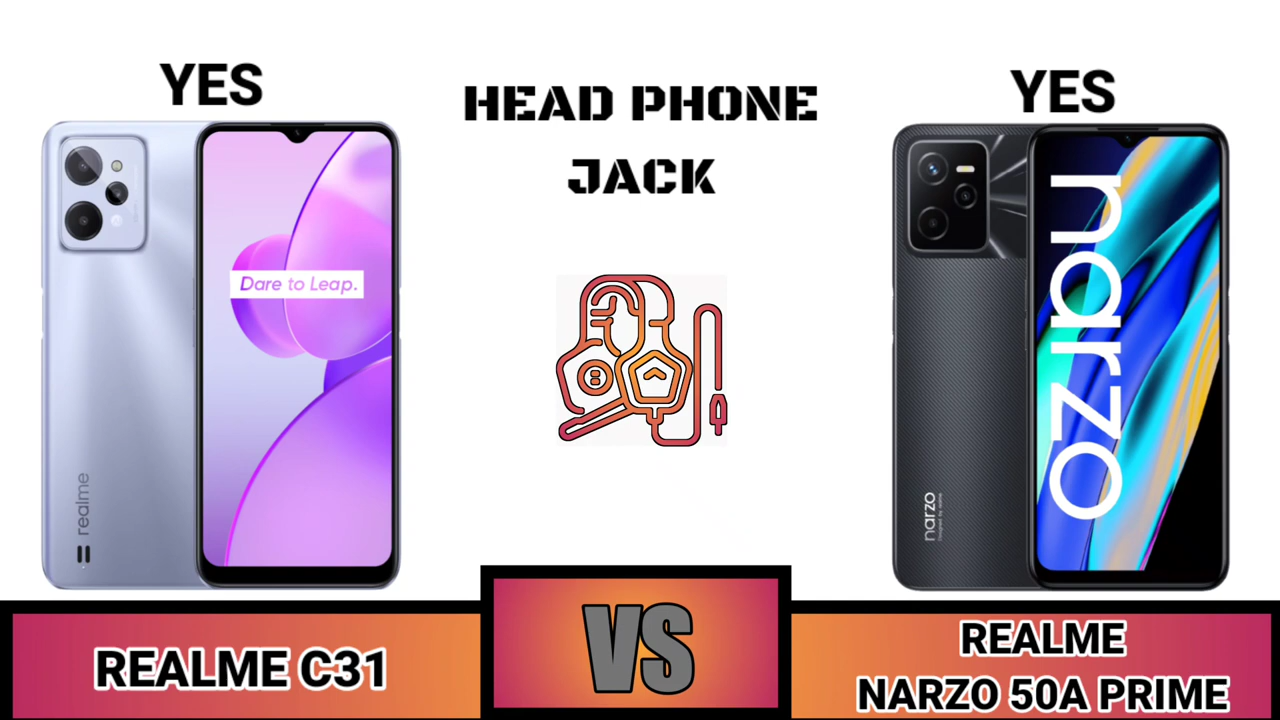 YES
HEAD PHONE
JACK
YES
Dare to Leap.
realme
narzo
narzo
REALME C31
VS
REALME
NARZO 50A PRIME